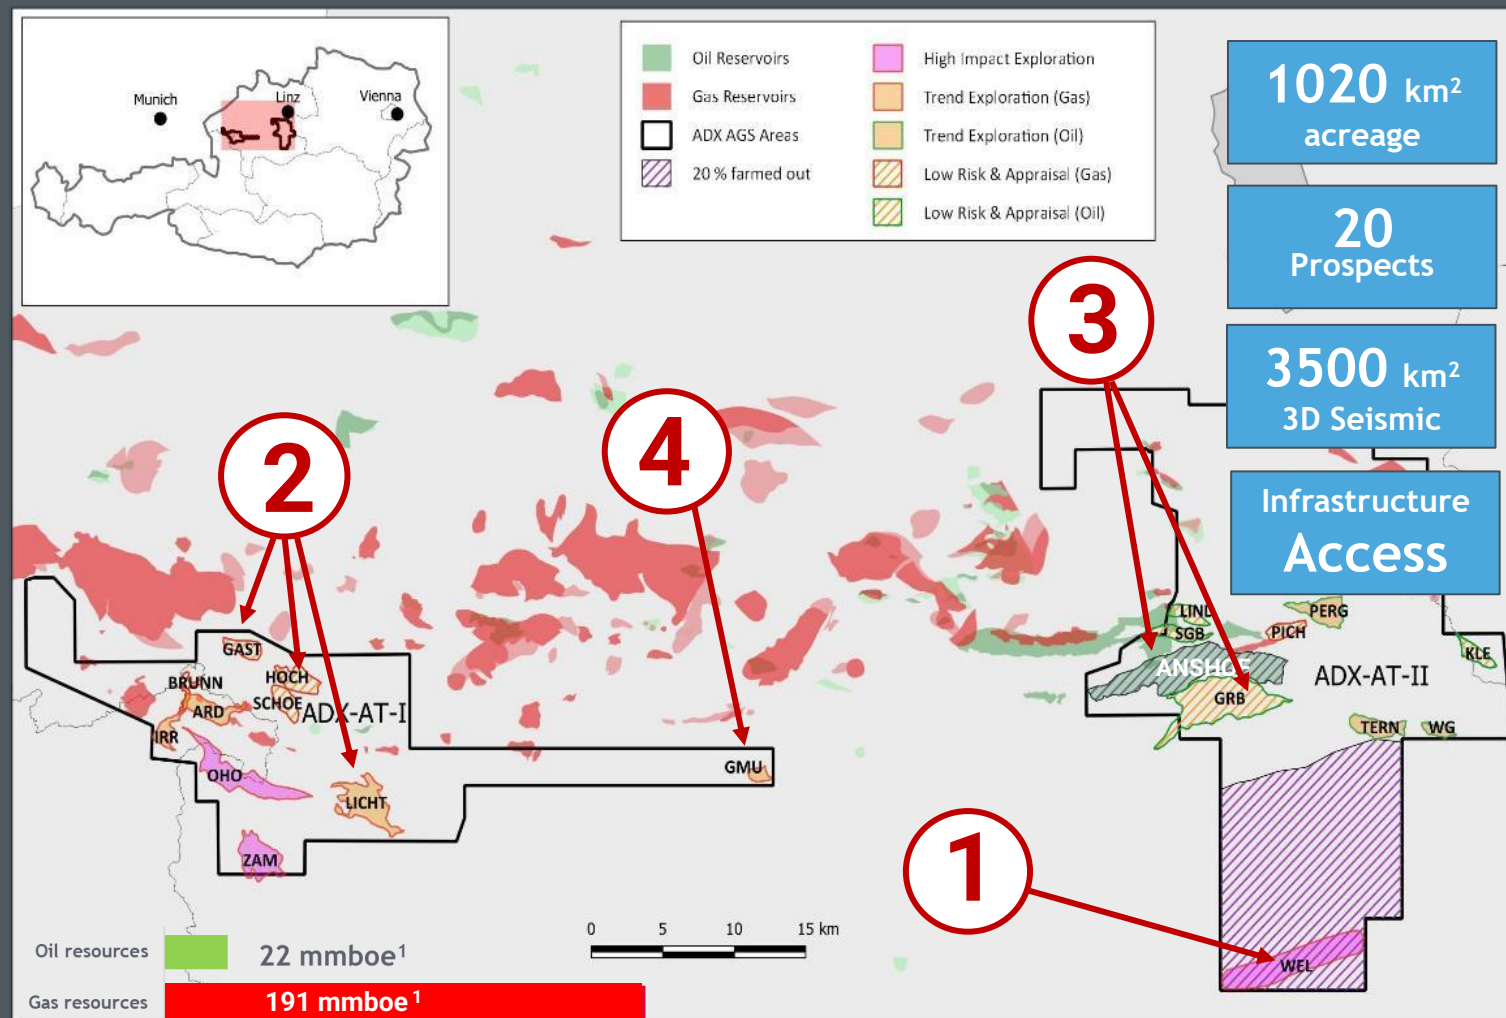 Munich
Linz
Vienna
Oil Reservoirs
Gas Reservoirs
ADX AGS Areas
20 % farmed out
High Impact Exploration
Trend Exploration (Gas)
Trend Exploration (Oil)
Low Risk & Appraisal (Gas)
Low Risk & Appraisal (Oil)
1020 km²
acreage
20
Prospects
3500 km²
3D Seismic
Infrastructure
Access
3
2
4
1
GAST
BRUNN
HOCH
SCHOE
ARD
ADX-AT-I
IRR
OHO
LICHT
ZAM
GMU
LIND
SGB
PERG
PICH
KLE
ANSHOF
ADX-AT-II
GRB
TERN
WG
WEL
0 5 10 15 km
Oil resources
22 mmboe¹
Gas resources
191 mmboe¹